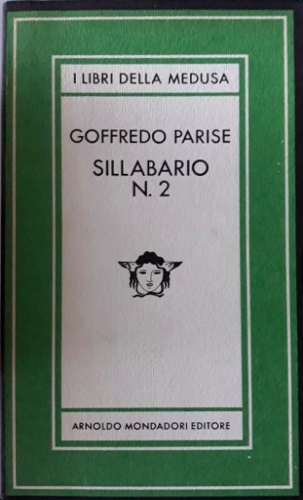 I LIBRI DELLA MEDUSA
GOFFREDO PARISE
SILLABARIO
N. 2
ARNOLDO MONDADORI EDITORE